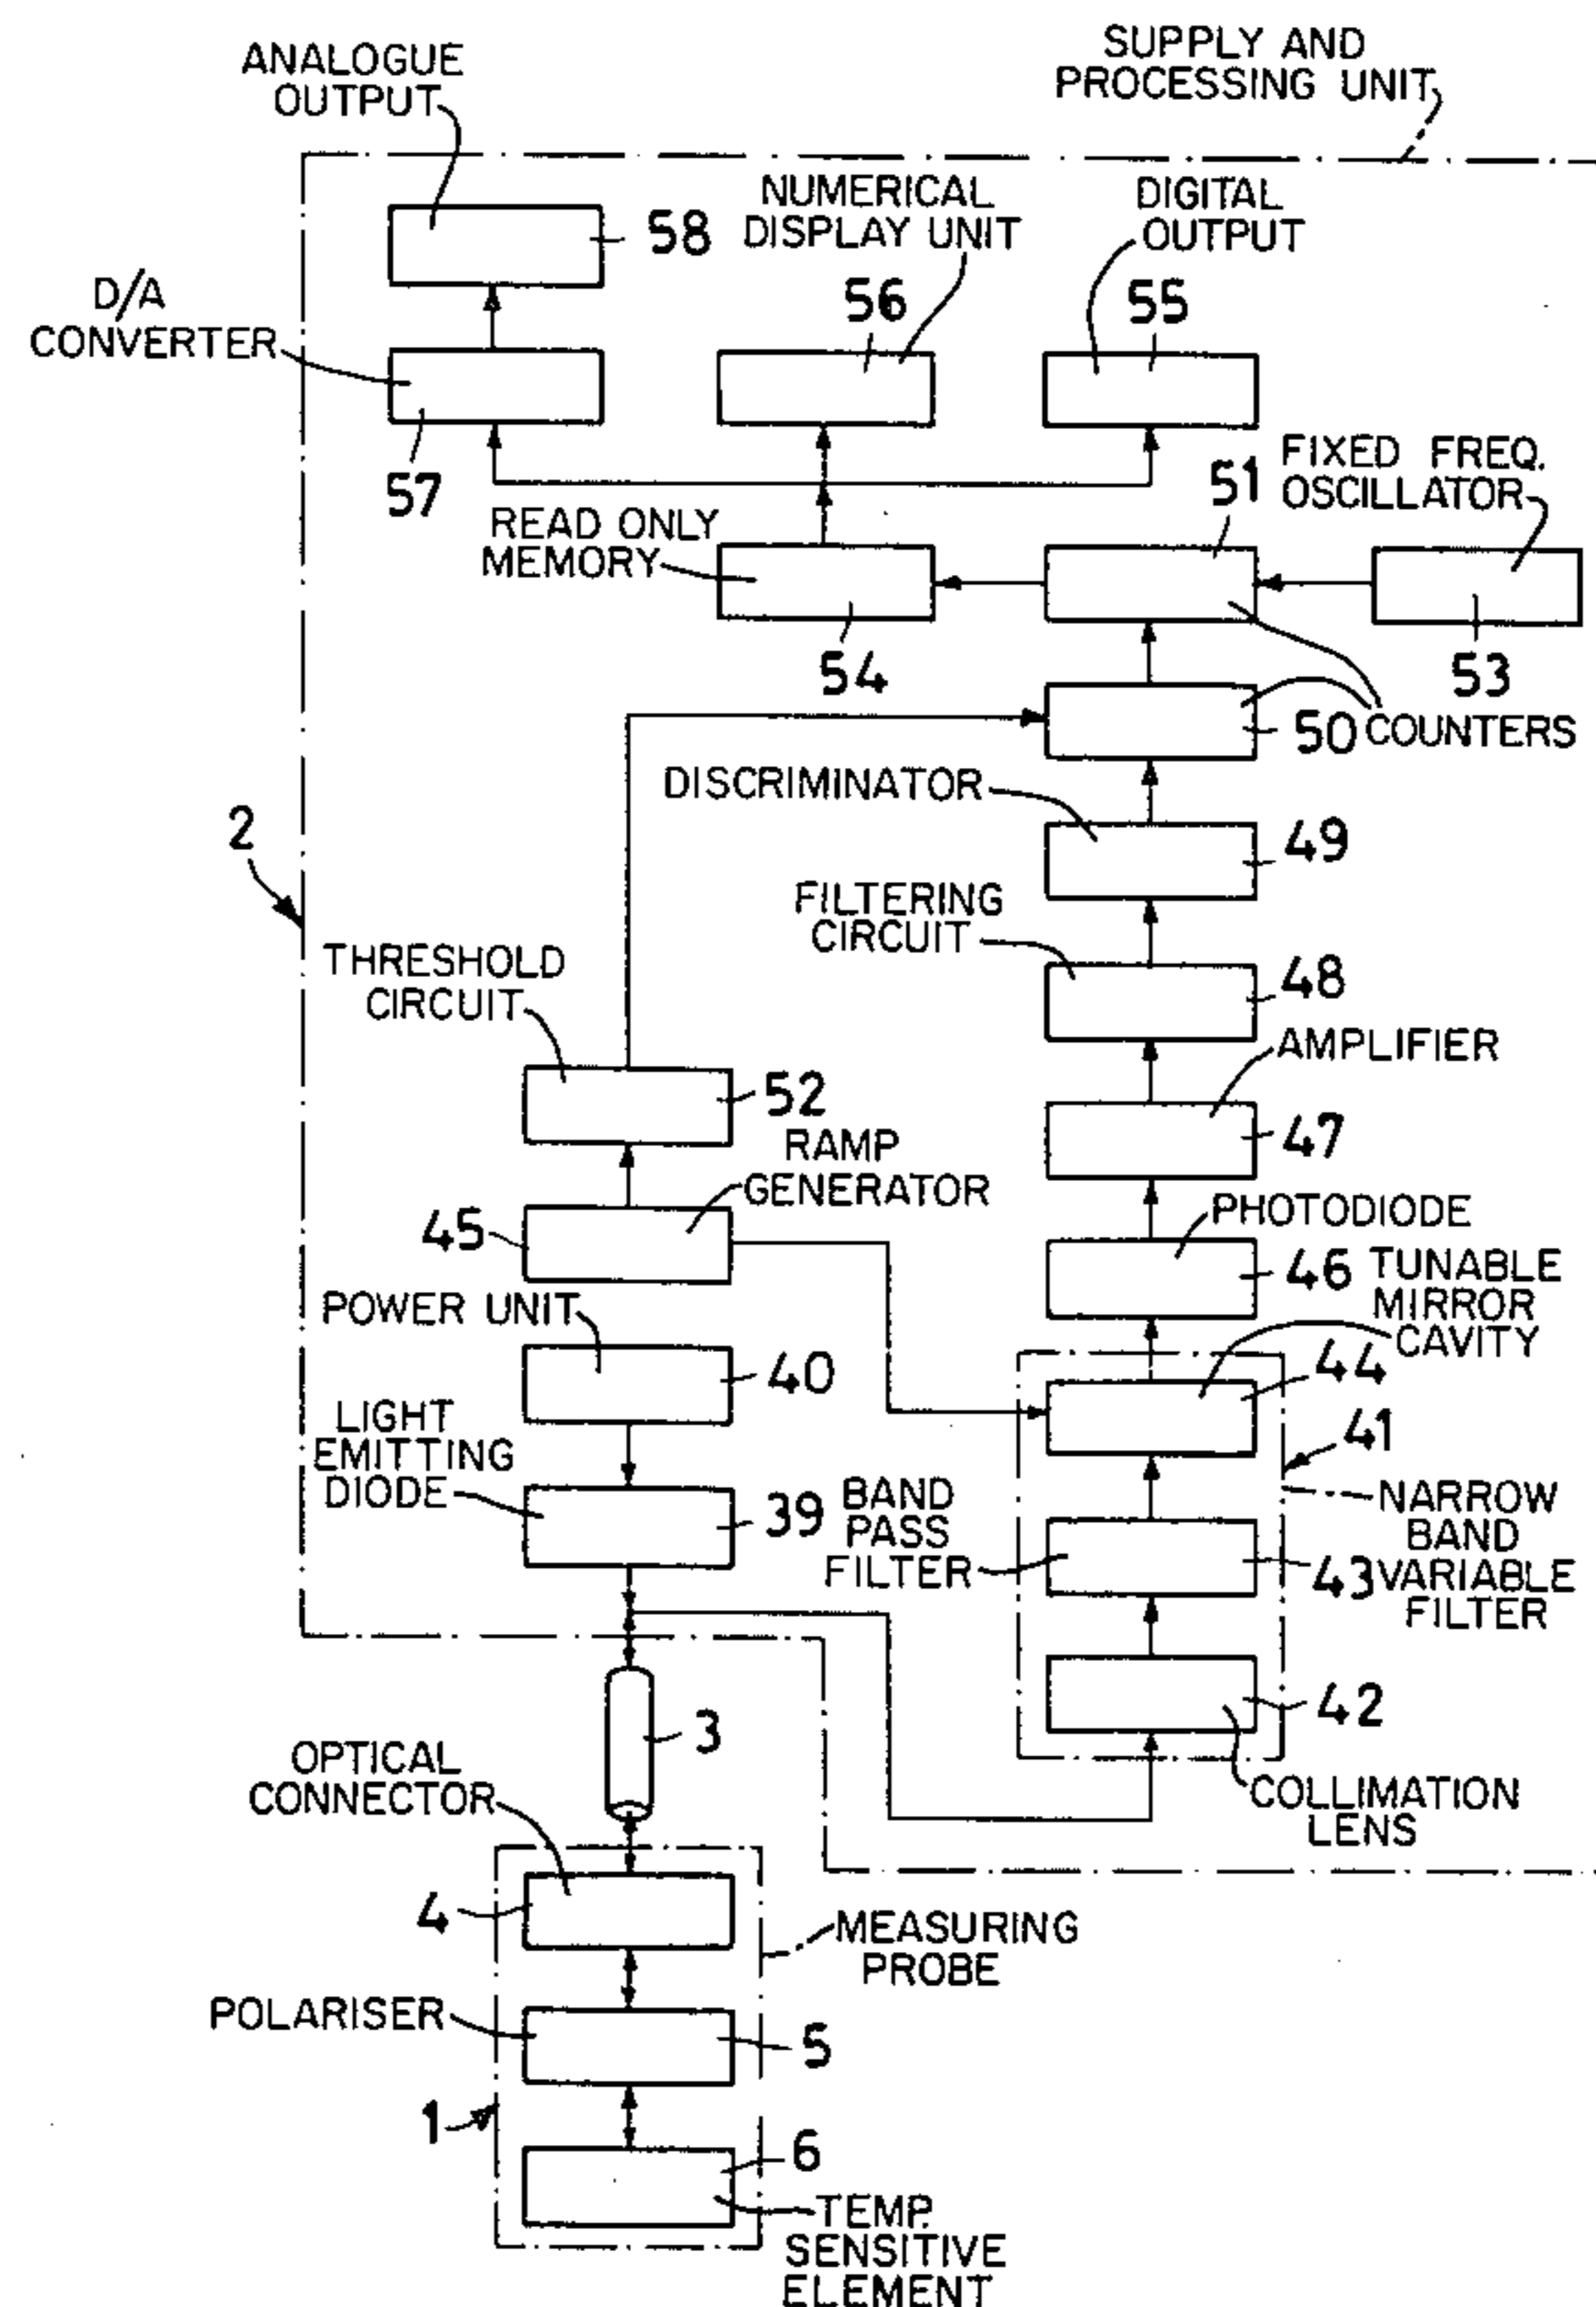 ANALOGUE
OUTPUT
SUPPLY AND
PROCESSING UNIT
58
NUMERICAL
DISPLAY UNIT
DIGITAL
OUTPUT
D/A
CONVERTER
56
55
57
READ ONLY
MEMORY
51
FIXED FREQ.
OSCILLATOR
54
53
50 COUNTERS
DISCRIMINATOR
49
2
FILTERING
CIRCUIT
48
THRESHOLD
CIRCUIT
AMPLIFIER
52
47
RAMP
GENERATOR
45
PHOTODIODE
46
TUNABLE
MIRROR
CAVITY
POWER UNIT
40
44
41
LIGHT
EMITTING
DIODE
39
BAND
PASS
FILTER
43
NARROW
BAND
VARIABLE
FILTER
42
COLLIMATION
LENS
3
OPTICAL
CONNECTOR
4
MEASURING
PROBE
POLARISER
5
1
6
TEMP.
SENSITIVE
ELEMENT